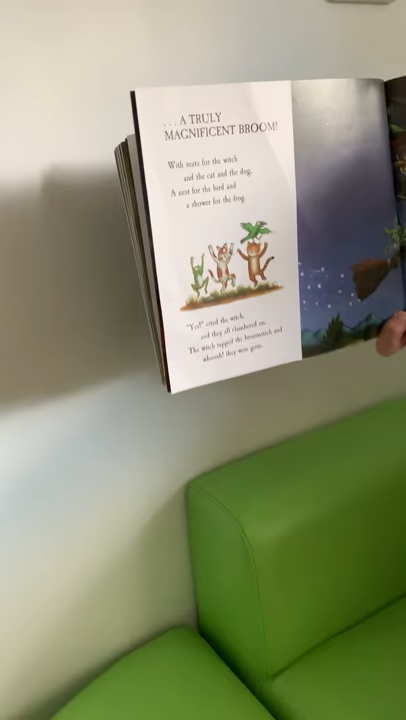 ...A TRULY
MAGNIFICENT BROOM!
With seats for the witch
and the cat and the dog,
A nest for the bird and
a shower for the frog.
"Yes!" cried the witch,
and they all clambered on.
The witch tapped the broomstick and
whoosh! they were gone.